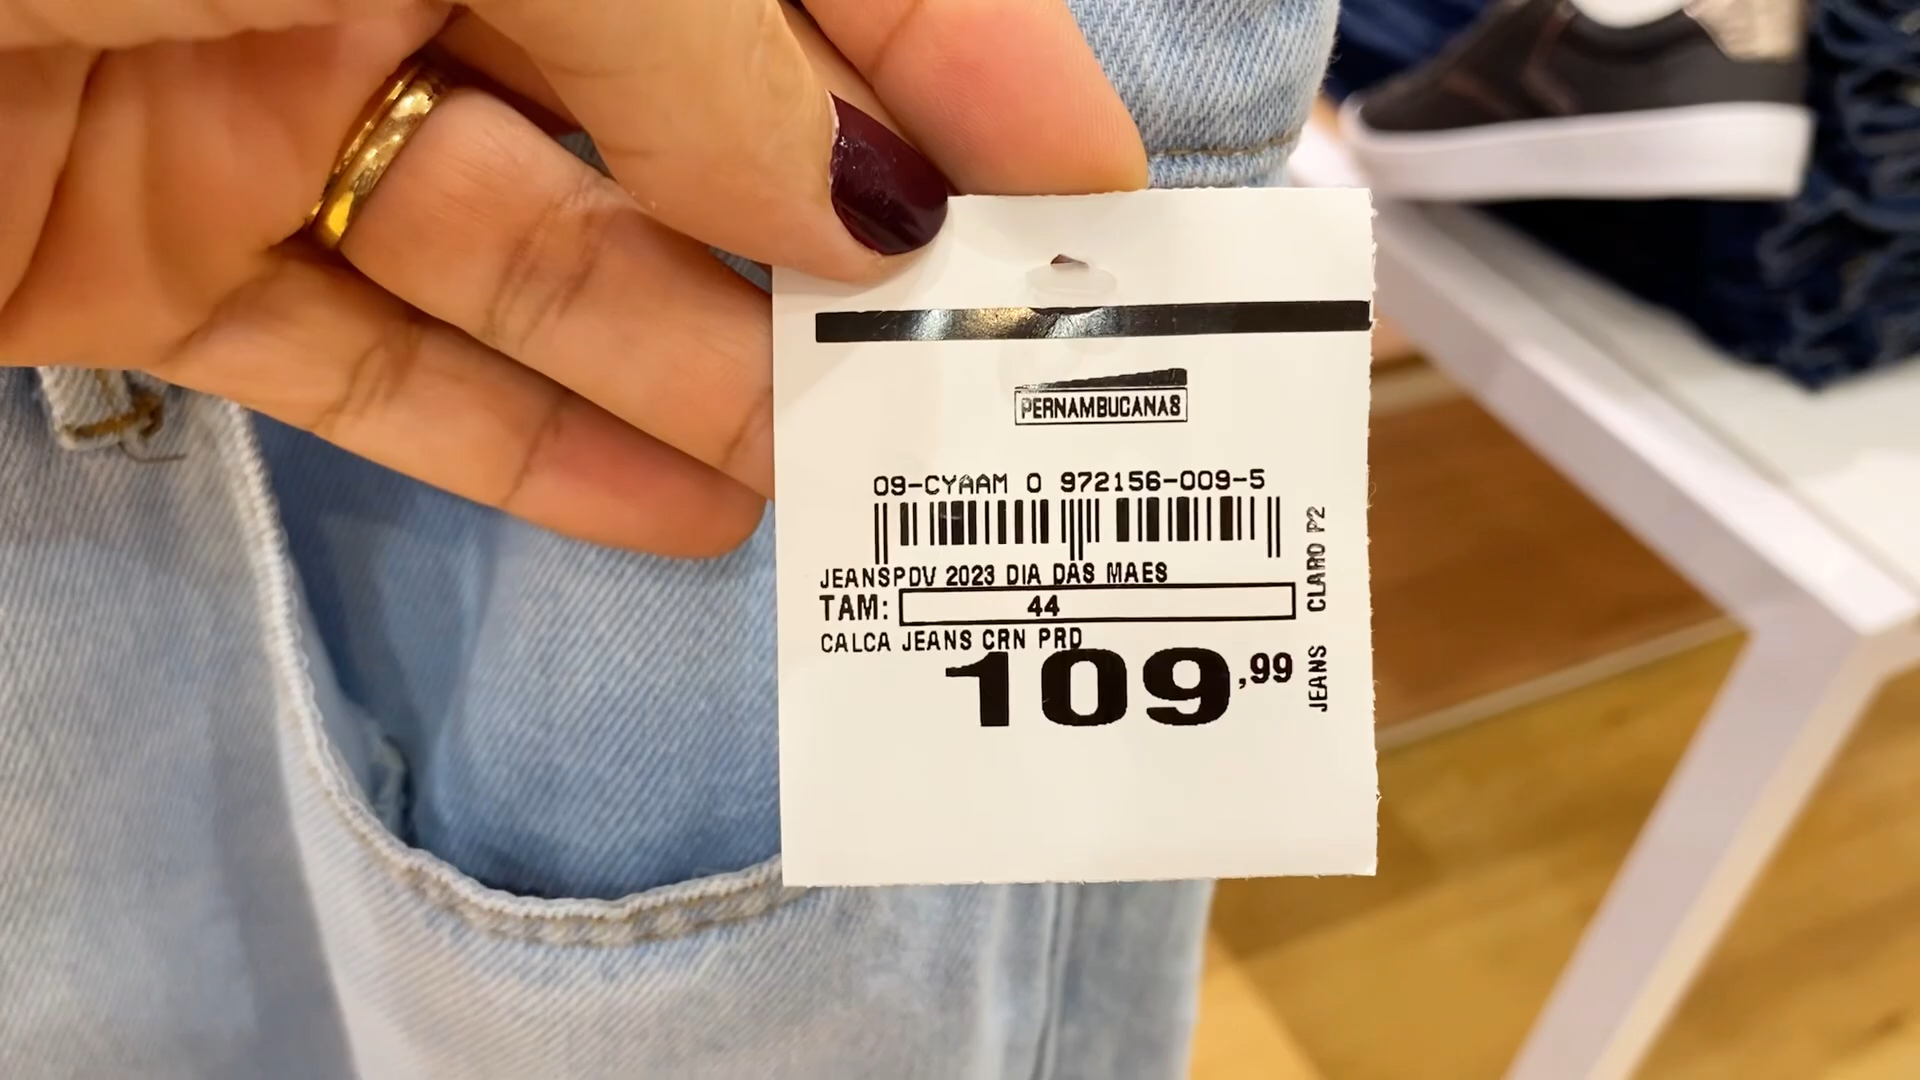 PERNAMBUCANAS
09-CYAAM 0 972156-009-5
JEANSPDV 2023 DIA DAS MAES
TAM: 44
CALCA JEANS CRN PRD
109,99
JEANS CLARO P2